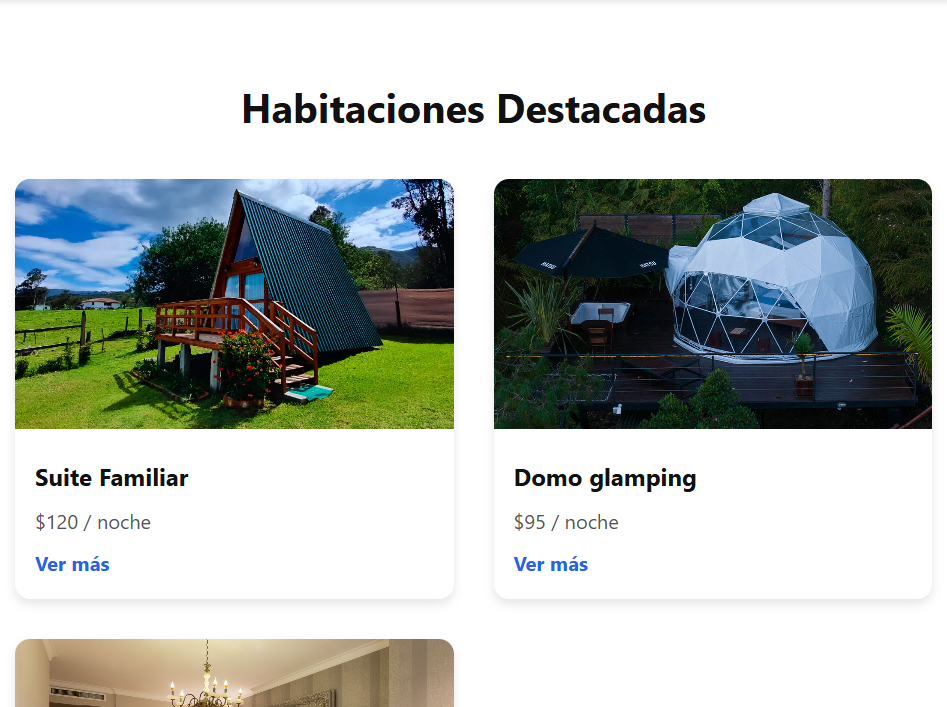 Habitaciones Destacadas
Suite Familiar
$120 / noche
Ver más
Domo glamping
$95 / noche
Ver más